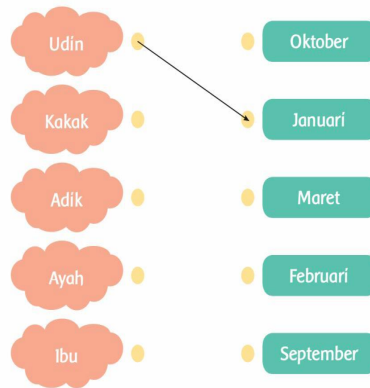 Udin
Oktober
Kakak
Januari
Adik
Maret
Ayah
Februari
Ibu
September